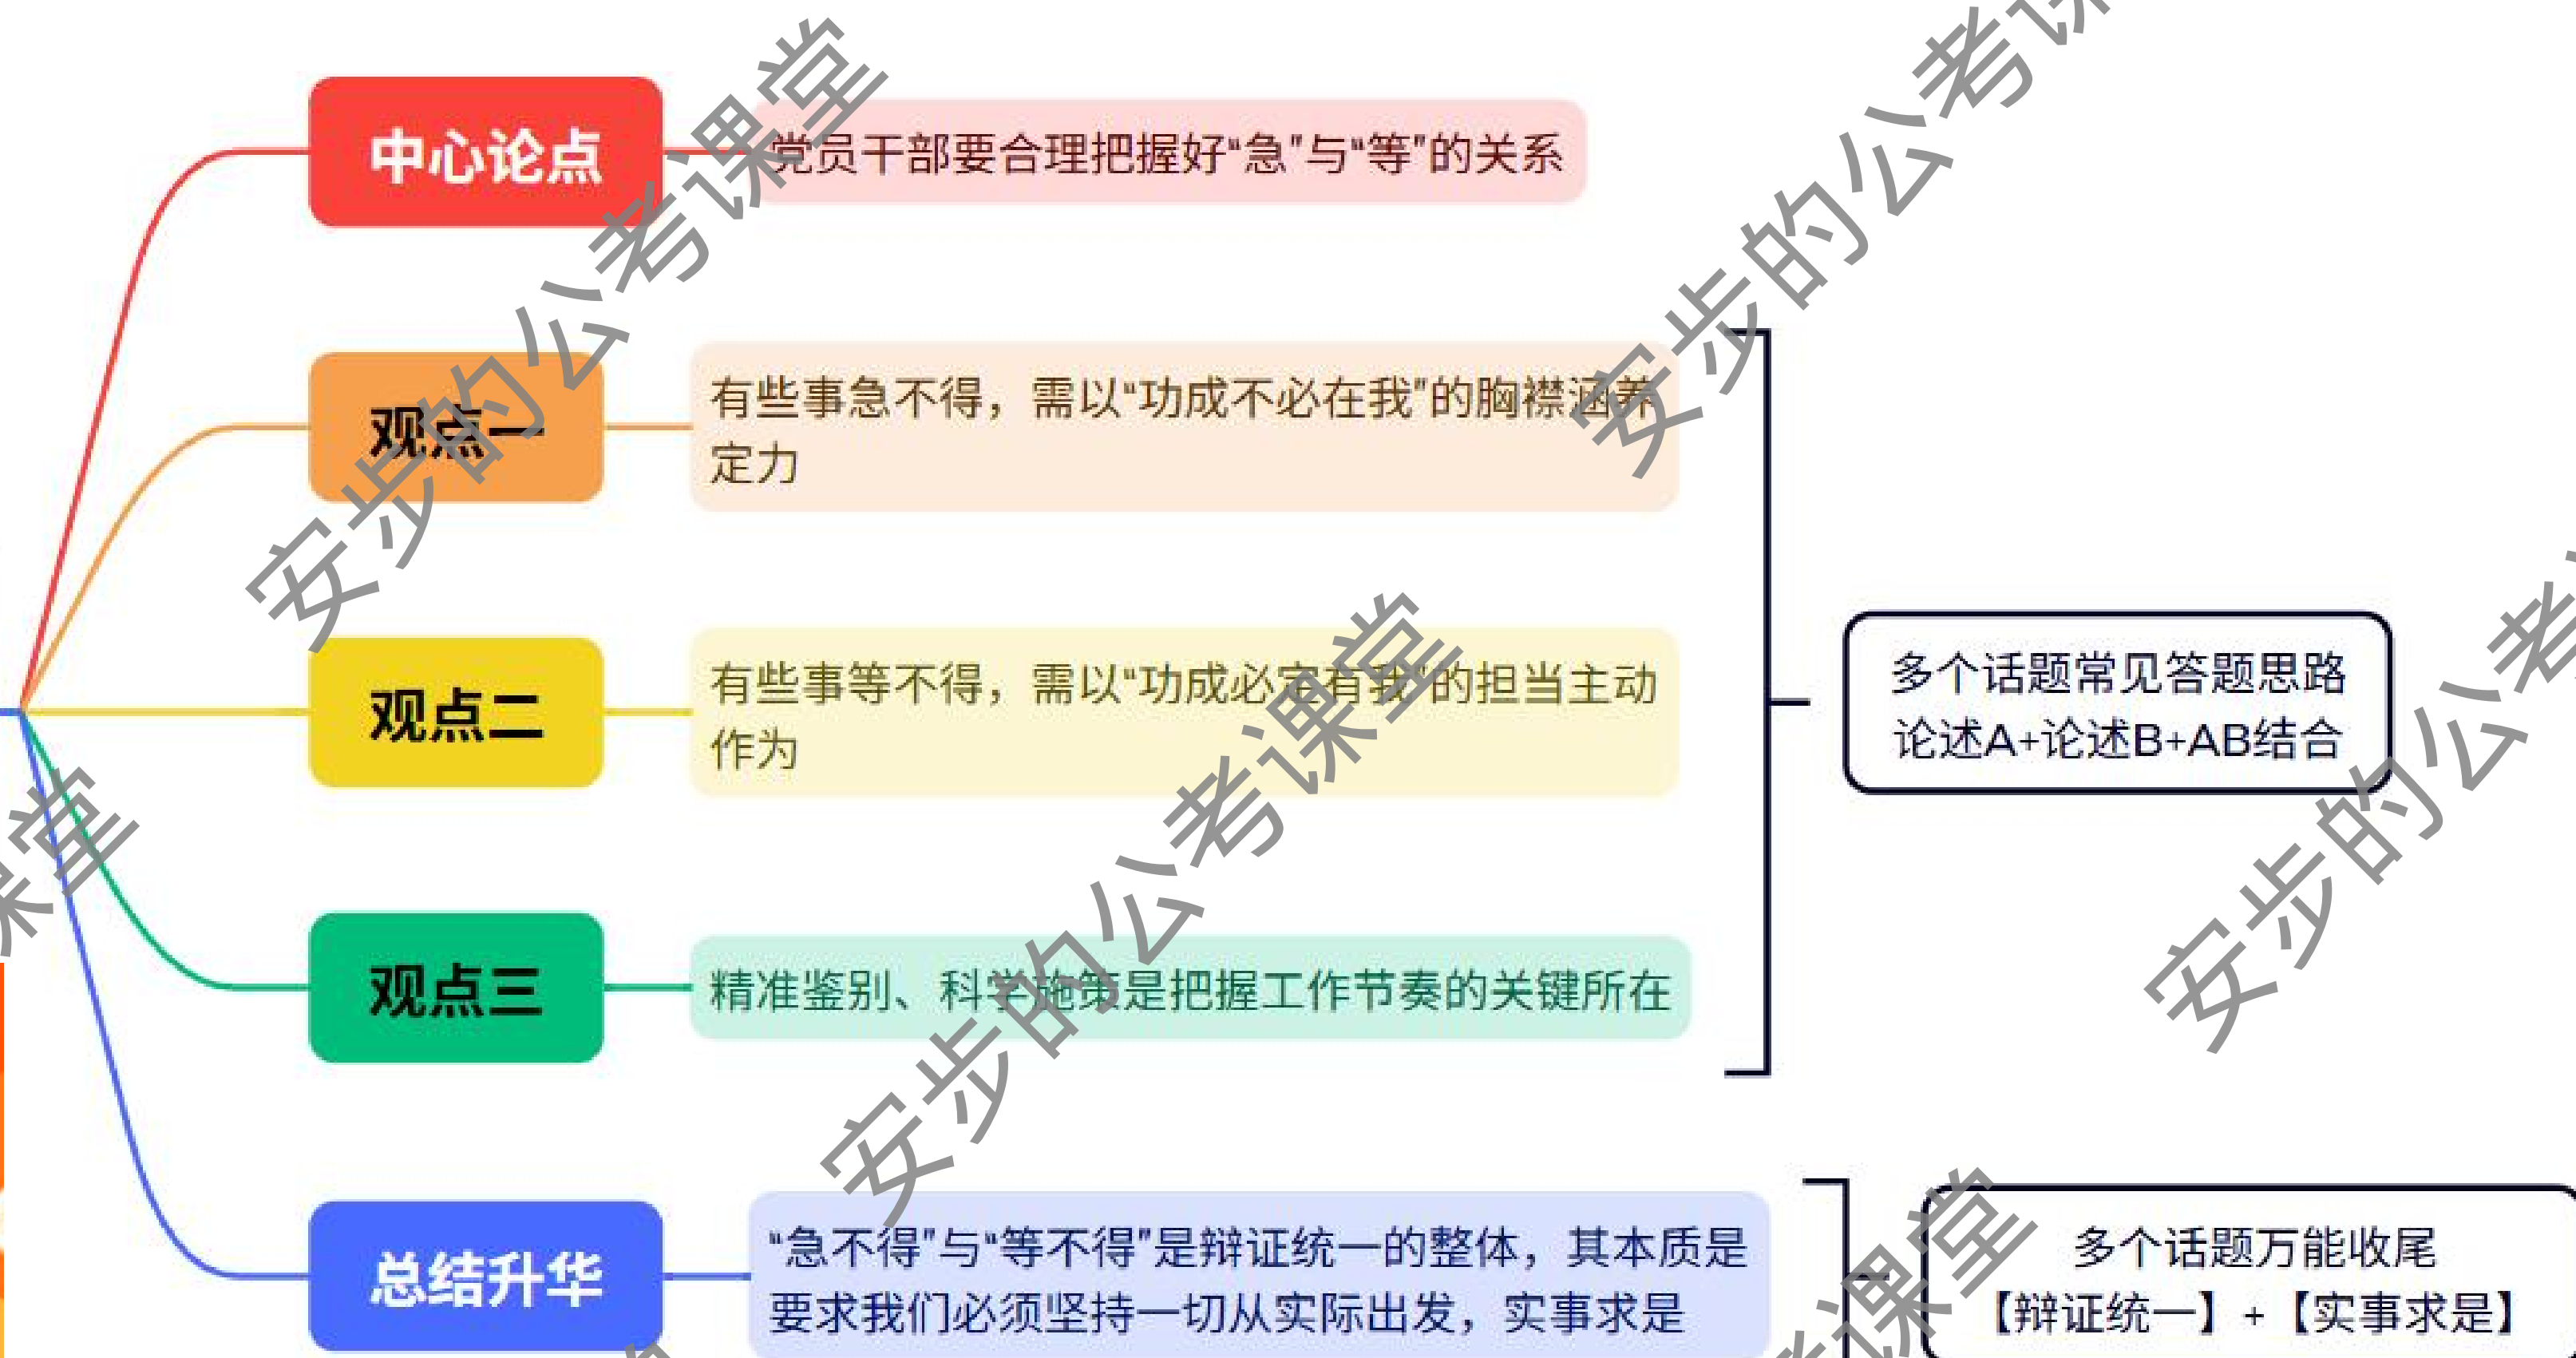 中心论点
党员干部要合理把握好“急”与“等”的关系
观点一
有些事急不得，需以“功成不必在我”的胸襟涵养
定力
观点二
有些事等不得，需以“功成必定有我”的担当主动
作为
多个话题常见答题思路
论述A+论述B+AB结合
观点三
精准鉴别、科学施策是把握工作节奏的关键所在
总结升华
“急不得”与“等不得”是辩证统一的整体，其本质是
要求我们必须坚持一切从实际出发，实事求是
多个话题万能收尾
【辩证统一】+【实事求是】
安步的公考课堂
安步的公考课
安步的公考课堂
安步的公考
课堂
课堂